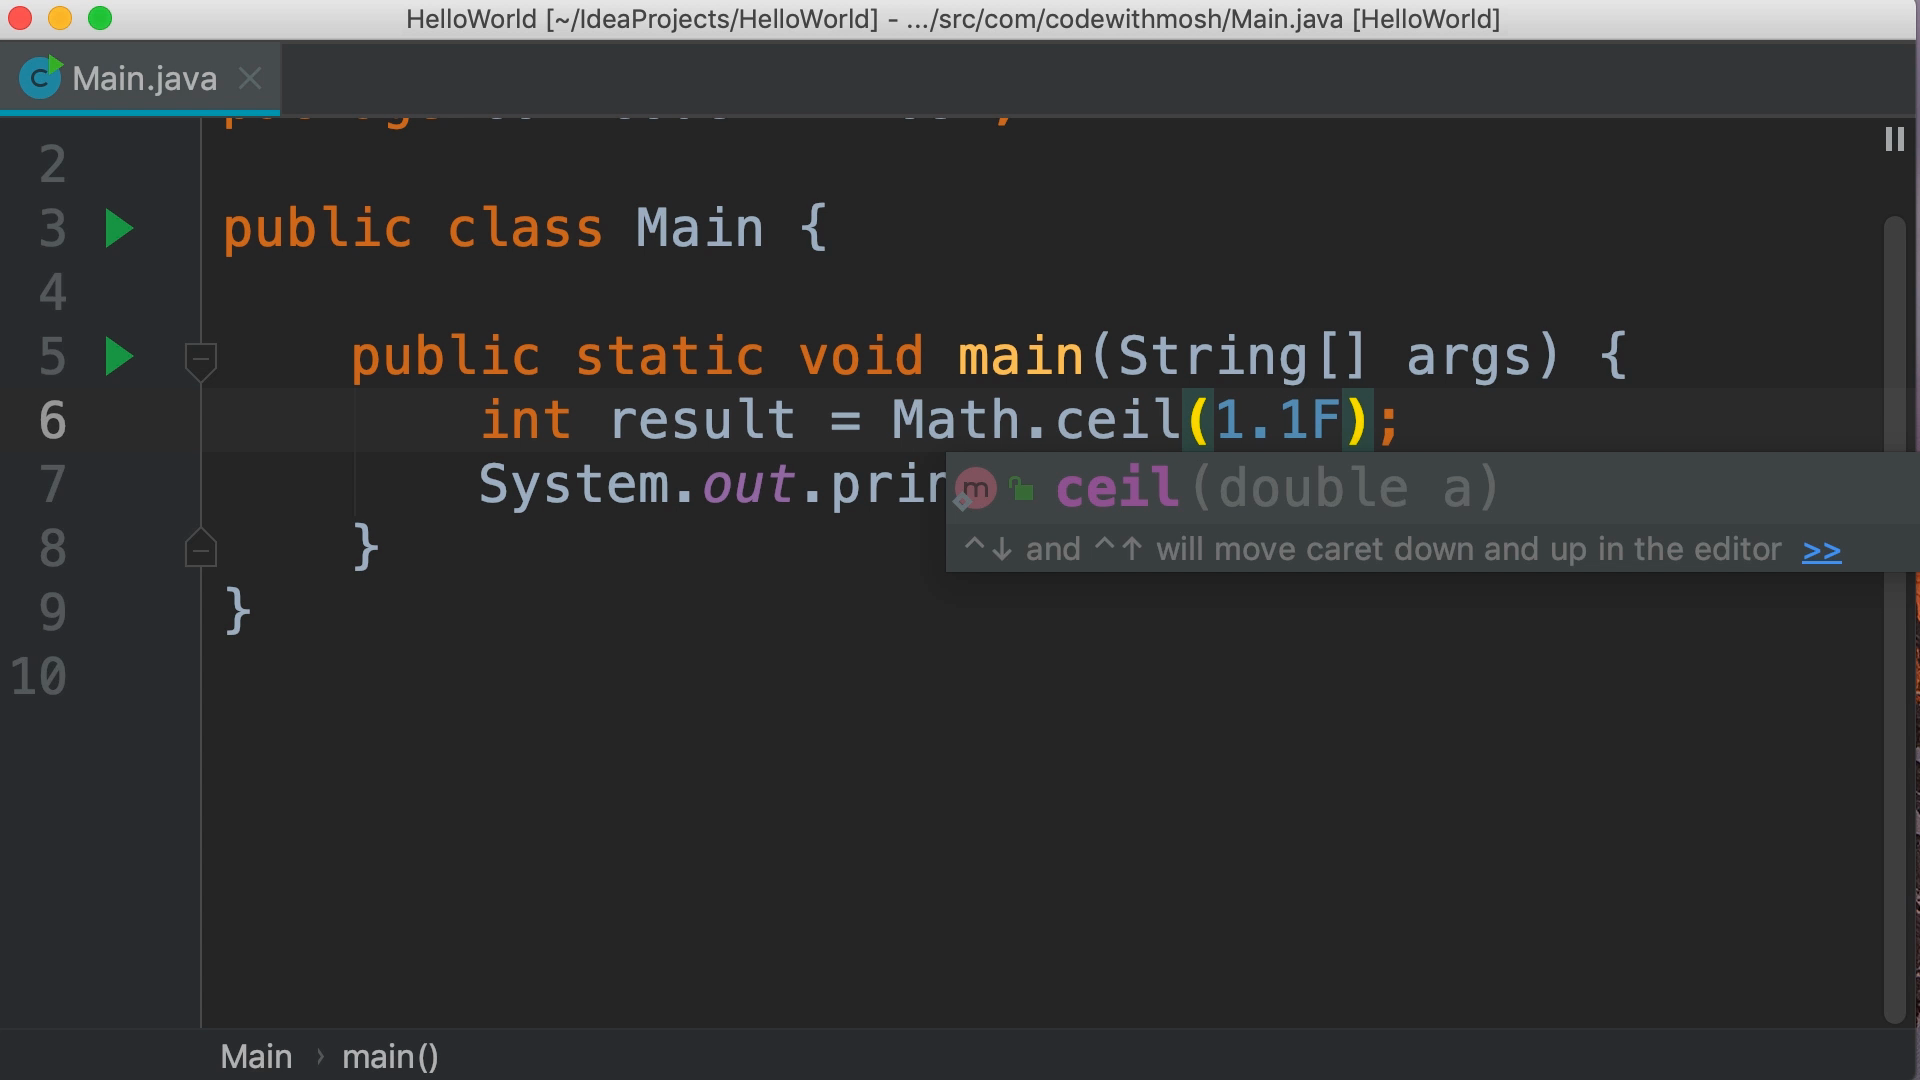 HelloWorld [~/IdeaProjects/HelloWorld] - .../src/com/codewithmosh/Main.java [HelloWorld]
C Main.java
2
3 public class Main {
4
5 public static void main(String[] args) {
6 int result = Math.ceil(1.1F);
7 System.out.prin
m ceil(double a)
8 }
^↓ and ^↑ will move caret down and up in the editor >>
9 }
10
Main › main()